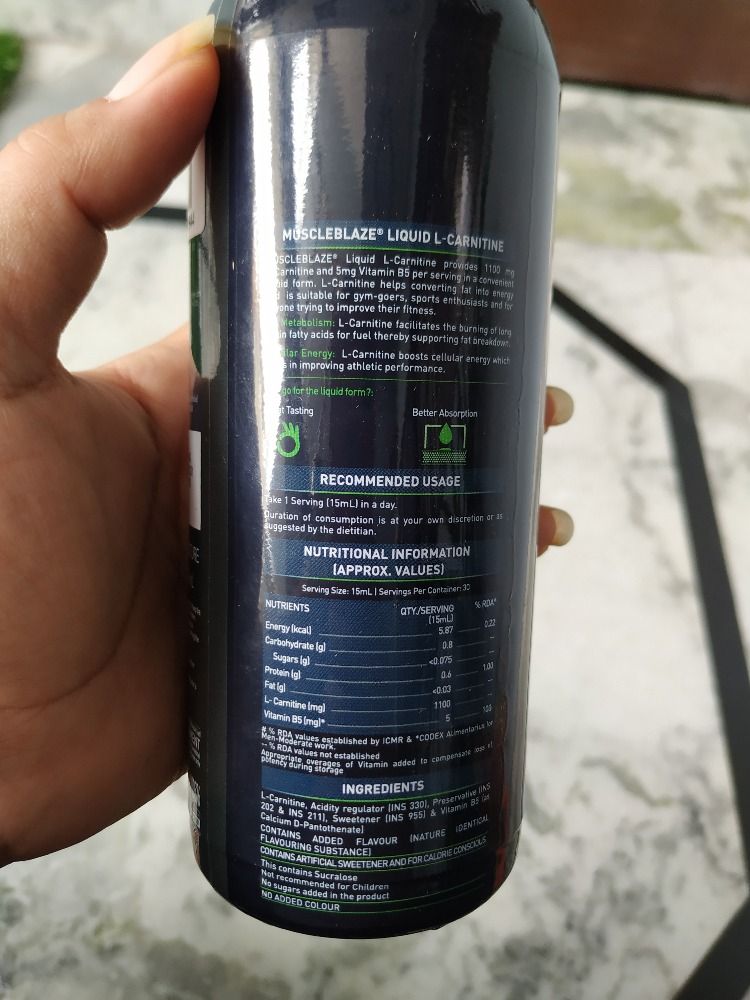 MUSCLEBLAZE® LIQUID L-CARNITINE
USCLEBLAZE® Liquid L-Carnitine provides 1100 mg
Carnitine and 5mg Vitamin B5 per serving in a convenient
id form. L-Carnitine helps converting fat into energy
is suitable for gym-goers, sports enthusiasts and for
one trying to improve their fitness.
Metabolism: L-Carnitine facilitates the burning of long
in fatty acids for fuel thereby supporting fat breakdown.
lar Energy: L-Carnitine boosts cellular energy which
s in improving athletic performance.
go for the liquid form?:
t Tasting Better Absorption
RECOMMENDED USAGE
ake 1 Serving (15mL) in a day.
Duration of consumption is at your own discretion or as
suggested by the dietitian.
NUTRITIONAL INFORMATION
(APPROX. VALUES)
Serving Size: 15mL | Servings Per Container: 30
NUTRIENTS QTY./SERVING (15mL) % RDA#
Energy (kcal) 5.87 0.22
Carbohydrate (g) 0.8 --
Sugars (g) <0.075 --
Protein (g) 0.6 1.00
Fat (g) <0.03 --
L- Carnitine (mg) 1100 --
Vitamin B5 (mg)* 5 100
# % RDA values established by ICMR & *CODEX Alimentarius for
Men-Moderate work.
-- % RDA values not established
Appropriate overages of Vitamin added to compensate loss of
potency during storage
INGREDIENTS
L-Carnitine, Acidity regulator (INS 330), Preservative (INS
202 & INS 211), Sweetener (INS 955) & Vitamin B5 (as
Calcium D-Pantothenate)
CONTAINS ADDED FLAVOUR (NATURE IDENTICAL
FLAVOURING SUBSTANCE)
CONTAINS ARTIFICIAL SWEETENER AND FOR CALORIE CONSCIOUS
This contains Sucralose
Not recommended for Children
No sugars added in the product
NO ADDED COLOUR